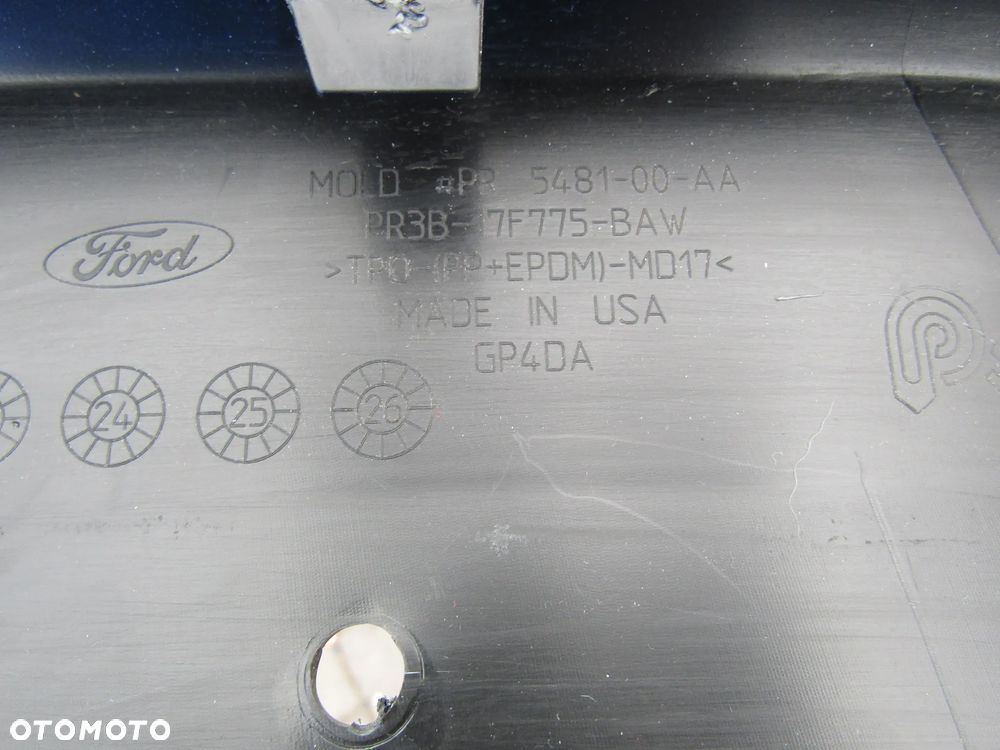 MOLD #PR 5481-00-AA
PR3B- 7F775-BAW
Ford
>TPO-(PP+EPDM)-MD17<
MADE IN USA
GP4DA
24 25 26
OTOMOTO